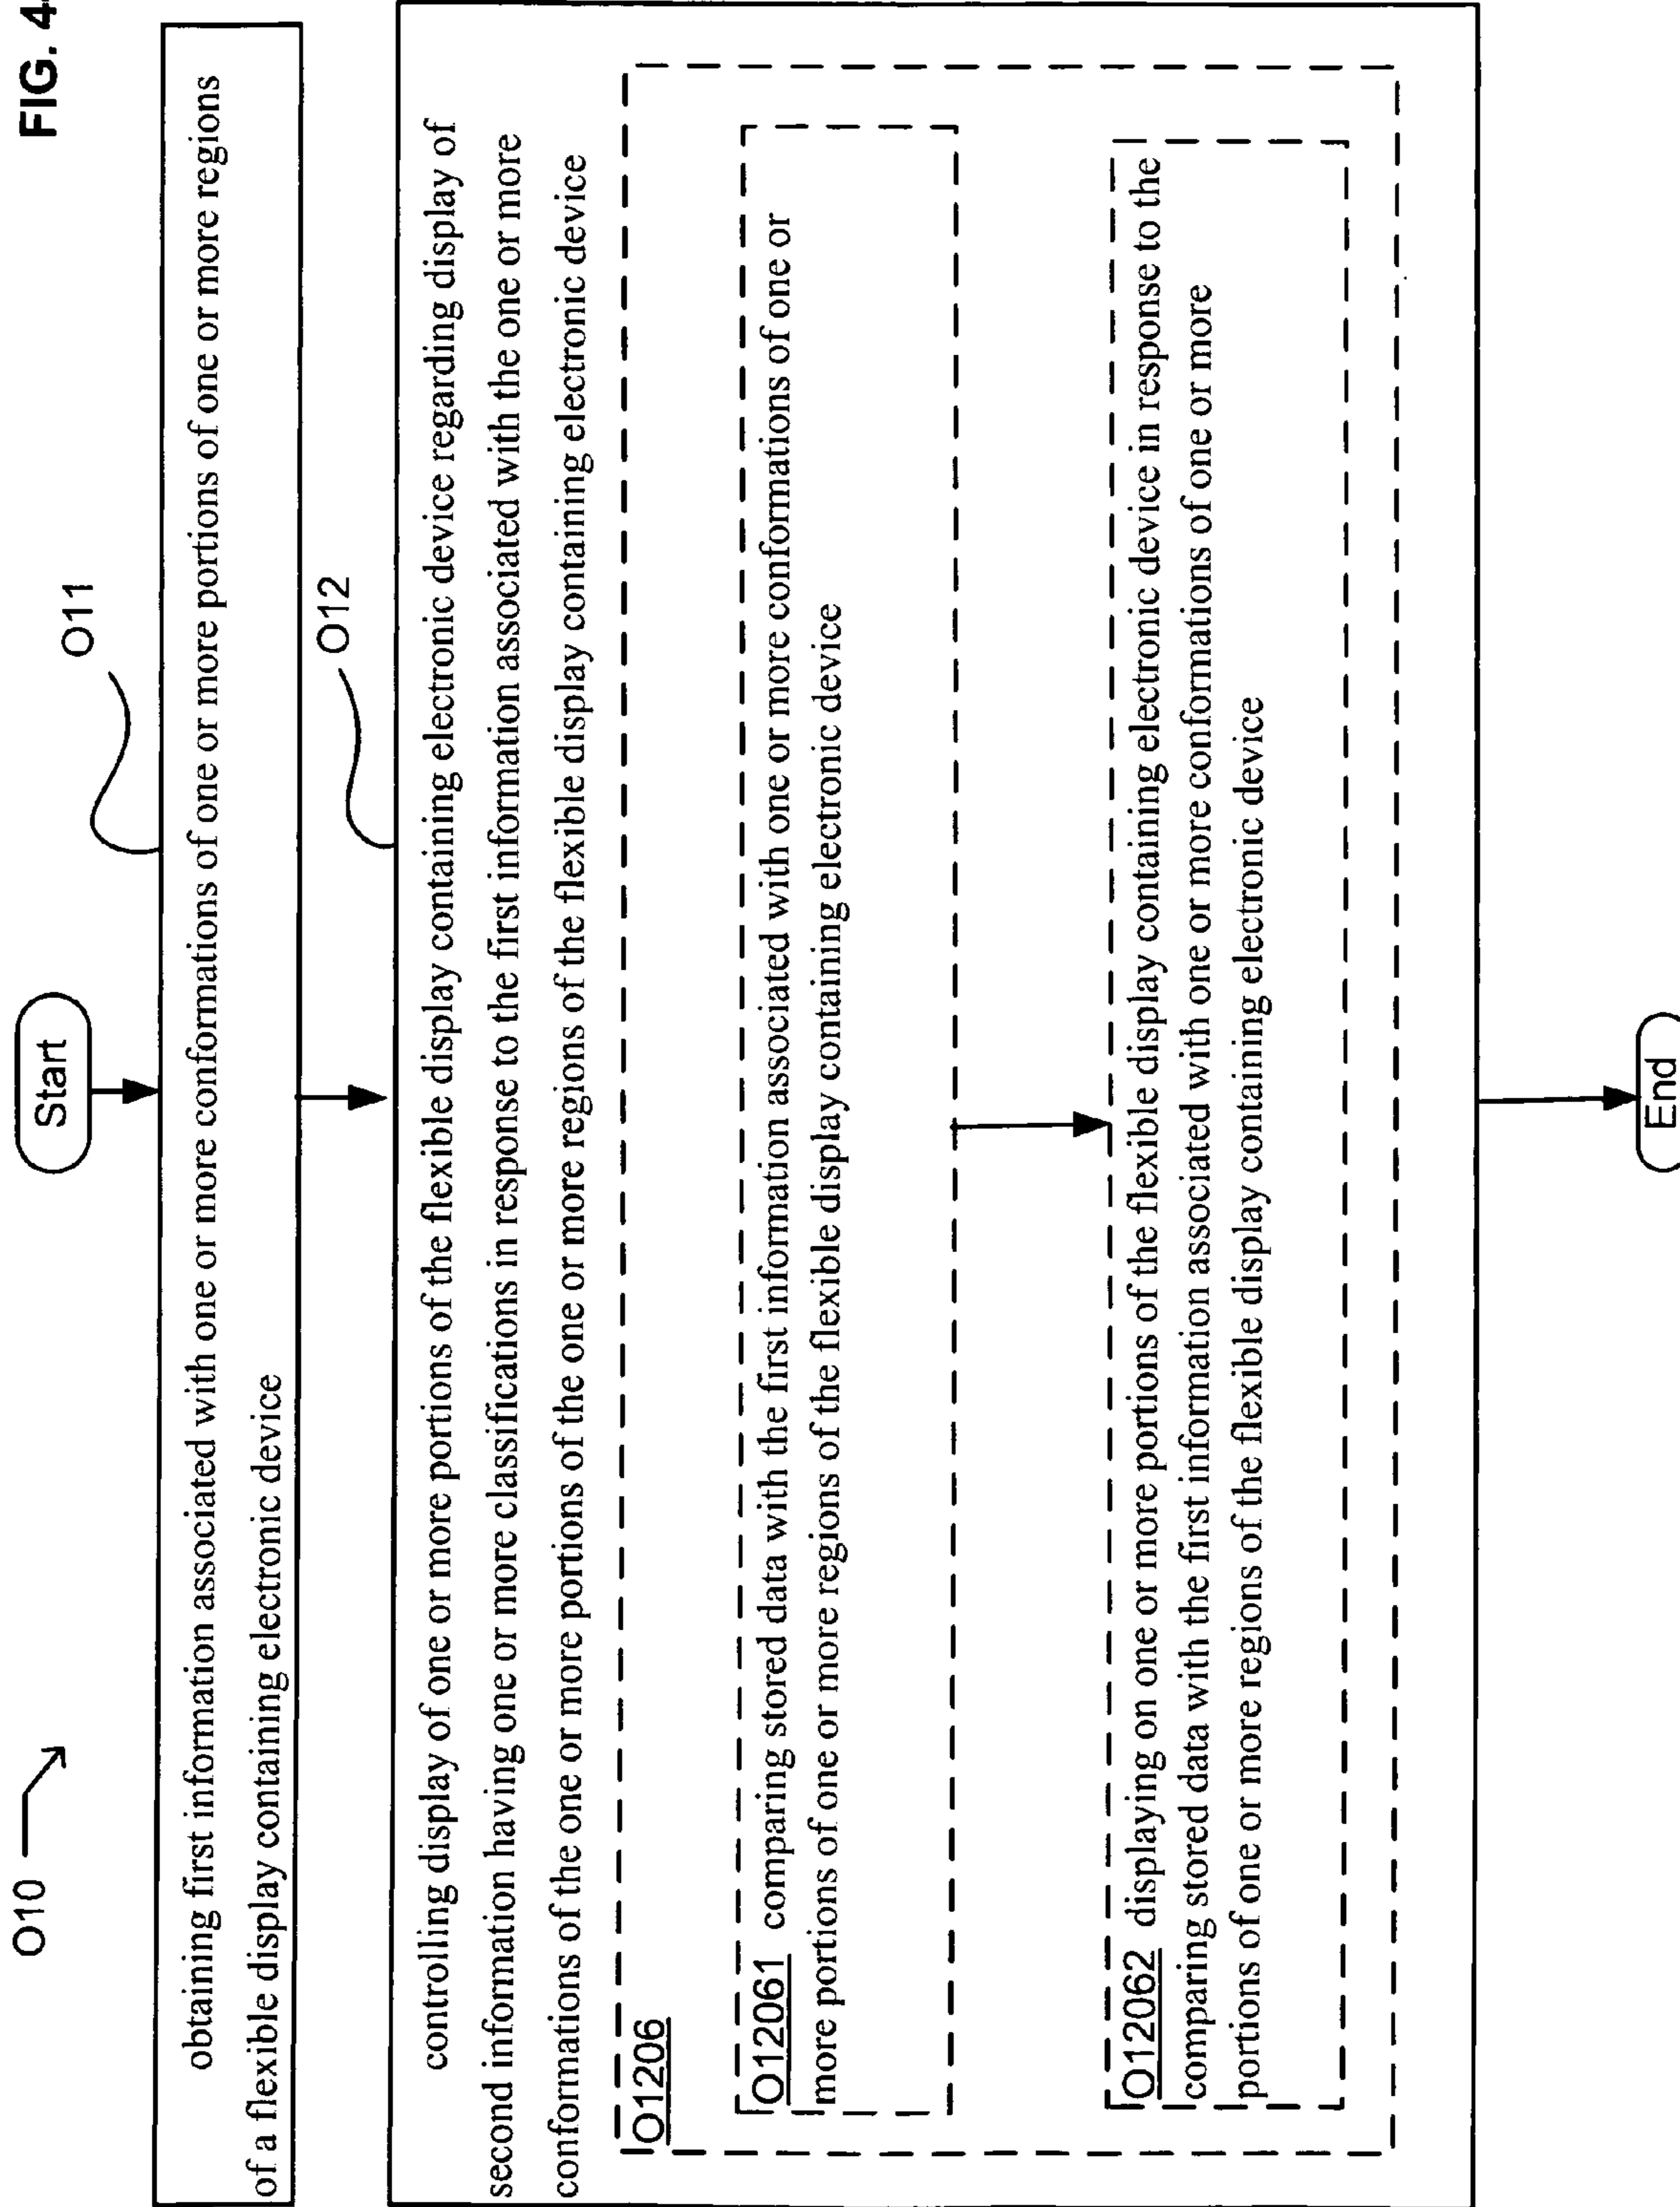 FIG. 4
O10
Start
O11
obtaining first information associated with one or more conformations of one or more portions of one or more regions
of a flexible display containing electronic device
O12
controlling display of one or more portions of the flexible display containing electronic device regarding display of
second information having one or more classifications in response to the first information associated with the one or more
conformations of the one or more portions of the one or more regions of the flexible display containing electronic device
O1206
O12061 comparing stored data with the first information associated with one or more conformations of one or
more portions of one or more regions of the flexible display containing electronic device
O12062 displaying on one or more portions of the flexible display containing electronic device in response to the
comparing stored data with the first information associated with one or more conformations of one or more
portions of one or more regions of the flexible display containing electronic device
End